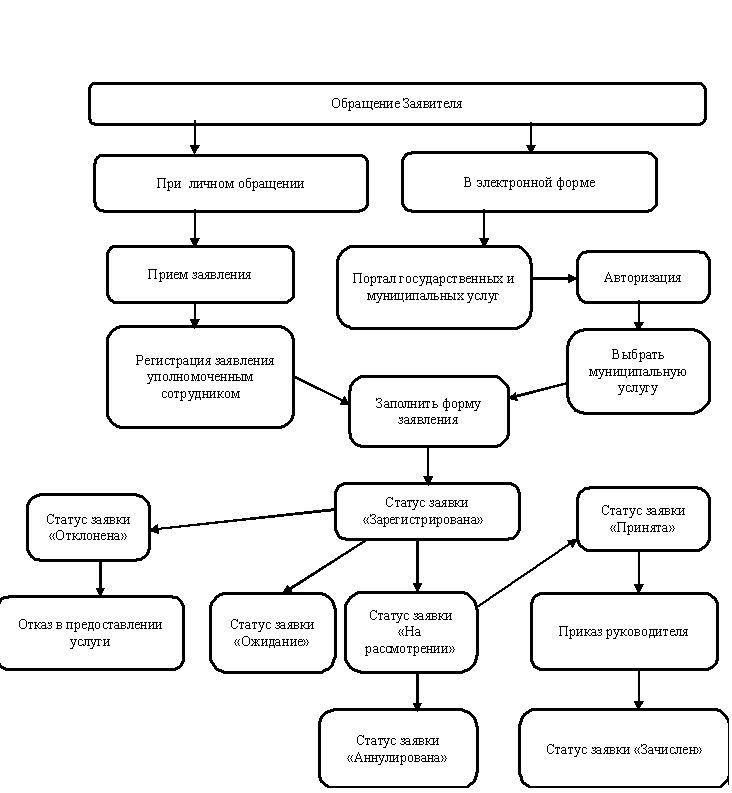 Обращение Заявителя
При личном обращении
В электронной форме
Прием заявления
Портал государственных и
муниципальных услуг
Авторизация
Регистрация заявления
уполномоченным
сотрудником
Выбрать
муниципальную
услугу
Заполнить форму
заявления
Статус заявки
«Отклонена»
Статус заявки
«Зарегистрирована»
Статус заявки
«Принята»
Отказ в предоставлении
услуги
Статус заявки
«Ожидание»
Статус заявки
«На
рассмотрении»
Приказ руководителя
Статус заявки
«Аннулирована»
Статус заявки «Зачислен»